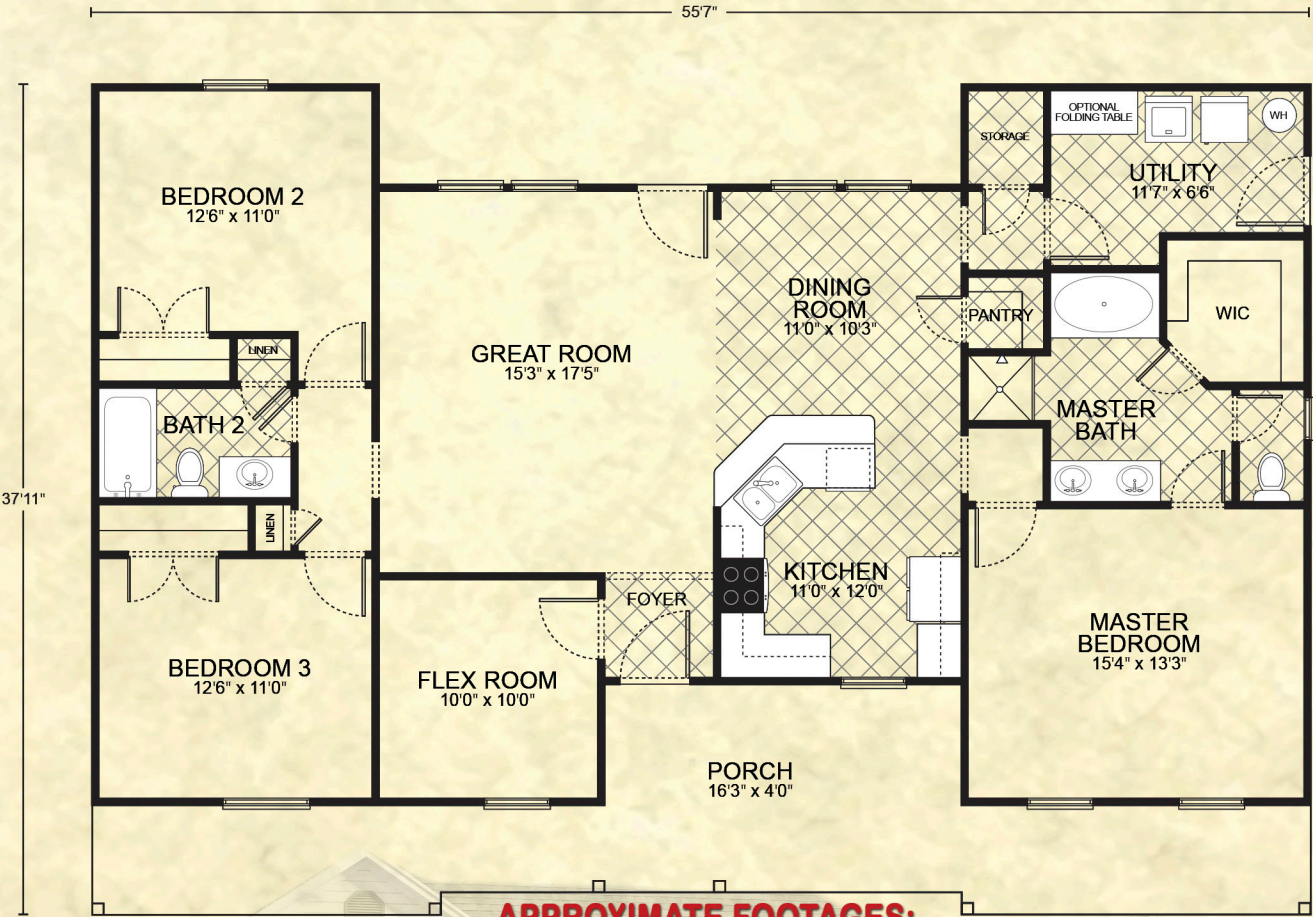 55'7"
37'11"
BEDROOM 2
12'6" x 11'0"
LINEN
BATH 2
LINEN
BEDROOM 3
12'6" x 11'0"
GREAT ROOM
15'3" x 17'5"
FLEX ROOM
10'0" x 10'0"
FOYER
DINING
ROOM
11'0" x 10'3"
KITCHEN
11'0" x 12'0"
PORCH
16'3" x 4'0"
STORAGE
OPTIONAL
FOLDING TABLE
WH
UTILITY
11'7" x 6'6"
PANTRY
WIC
MASTER
BATH
MASTER
BEDROOM
15'4" x 13'3"
APPROXIMATE FOOTAGES: